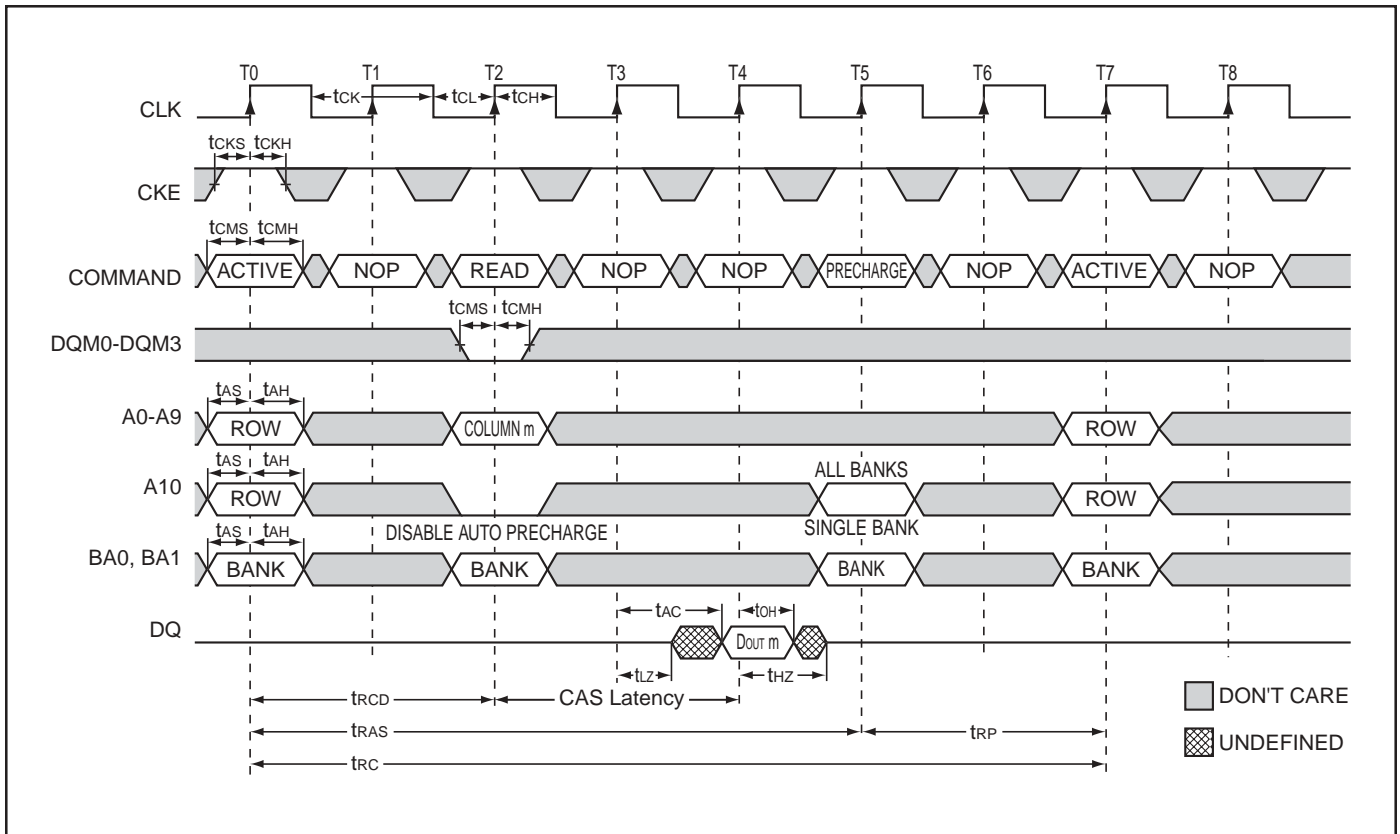 T0 T1 T2 T3 T4 T5 T6 T7 T8
CLK tCK tCL tCH
tCKS tCKH
CKE
tCMS tCMH
COMMAND ACTIVE NOP READ NOP NOP PRECHARGE NOP ACTIVE NOP
tCMS tCMH
DQM0-DQM3
tAS tAH
A0-A9 ROW COLUMN m ROW
tAS tAH ALL BANKS
A10 ROW ROW
tAS tAH DISABLE AUTO PRECHARGE SINGLE BANK
BA0, BA1 BANK BANK BANK BANK
tAC tOH
DQ DOUT m
tLZ tHZ
tRCD CAS Latency DON'T CARE
tRAS tRP UNDEFINED
tRC